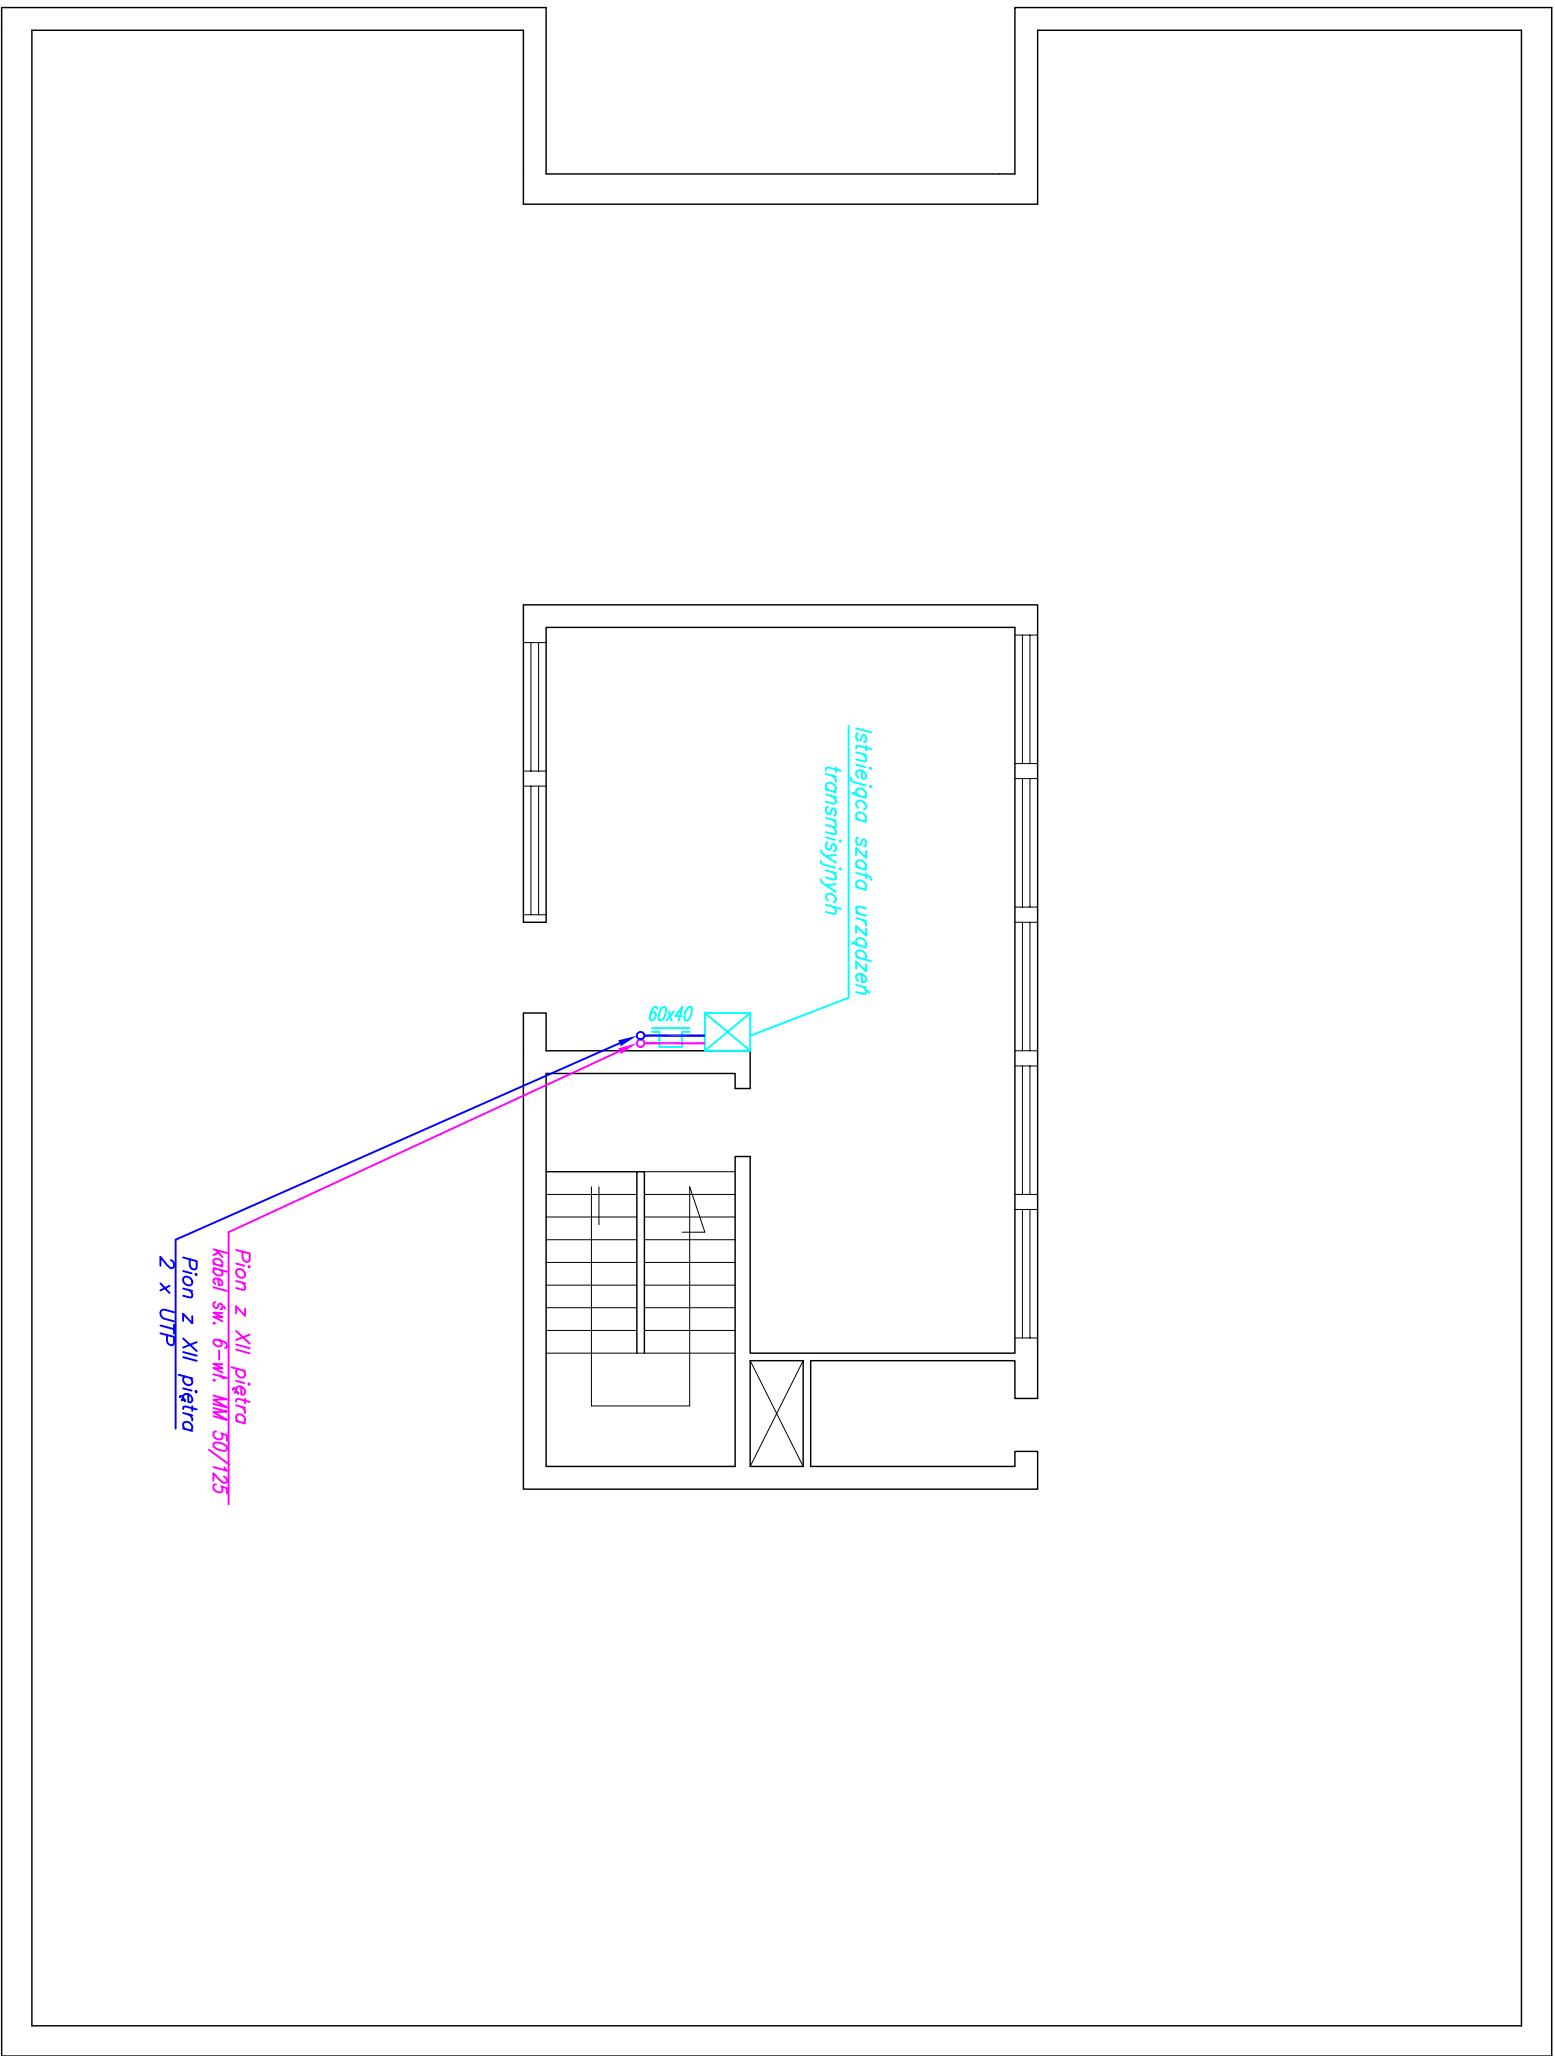 Istniejąca szafa urządzeń
transmisyjnych
60x40
Pion z XII piętra
kabel św. 6-wł. MM 50/125
Pion z XII piętra
2 x UTP